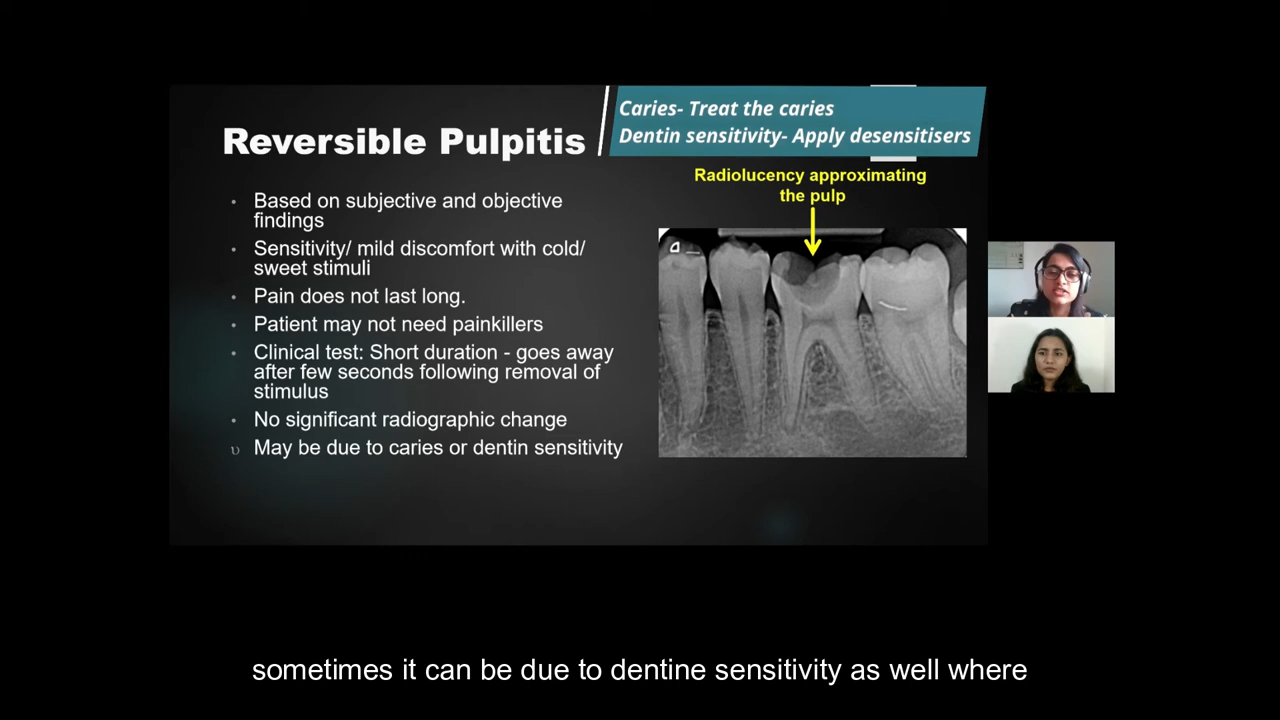 Caries- Treat the caries
Dentin sensitivity- Apply desensitisers
Reversible Pulpitis
Radiolucency approximating
the pulp
• Based on subjective and objective
findings
• Sensitivity/ mild discomfort with cold/
sweet stimuli
• Pain does not last long.
• Patient may not need painkillers
• Clinical test: Short duration - goes away
after few seconds following removal of
stimulus
• No significant radiographic change
υ May be due to caries or dentin sensitivity
sometimes it can be due to dentine sensitivity as well where